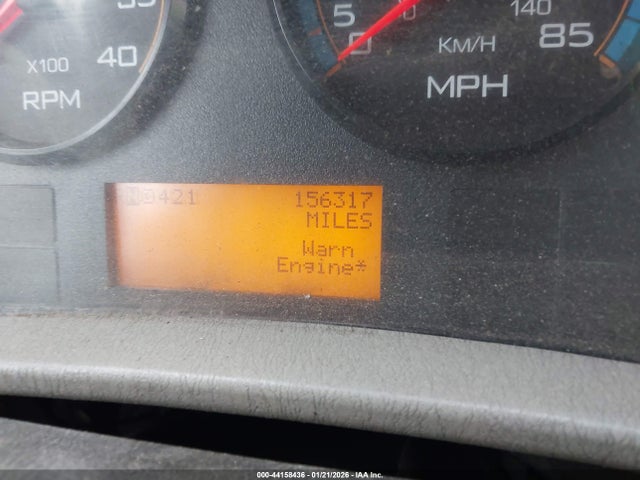 5
140
40
85
X100
KM/H
RPM
MPH
421 156317
MILES
Warn
Engine*
000-44158436 - 01/21/2026 - IAA Inc.